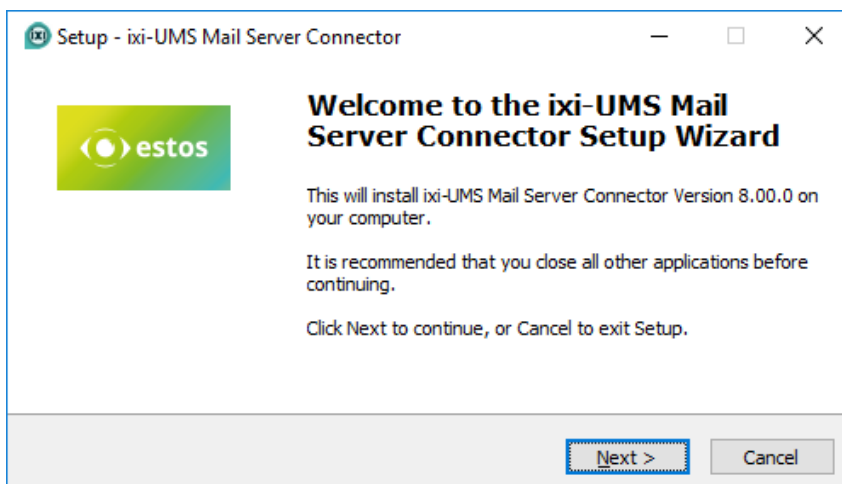 ixi Setup - ixi-UMS Mail Server Connector
estos
Welcome to the ixi-UMS Mail
Server Connector Setup Wizard
This will install ixi-UMS Mail Server Connector Version 8.00.0 on
your computer.
It is recommended that you close all other applications before
continuing.
Click Next to continue, or Cancel to exit Setup.
Next >
Cancel